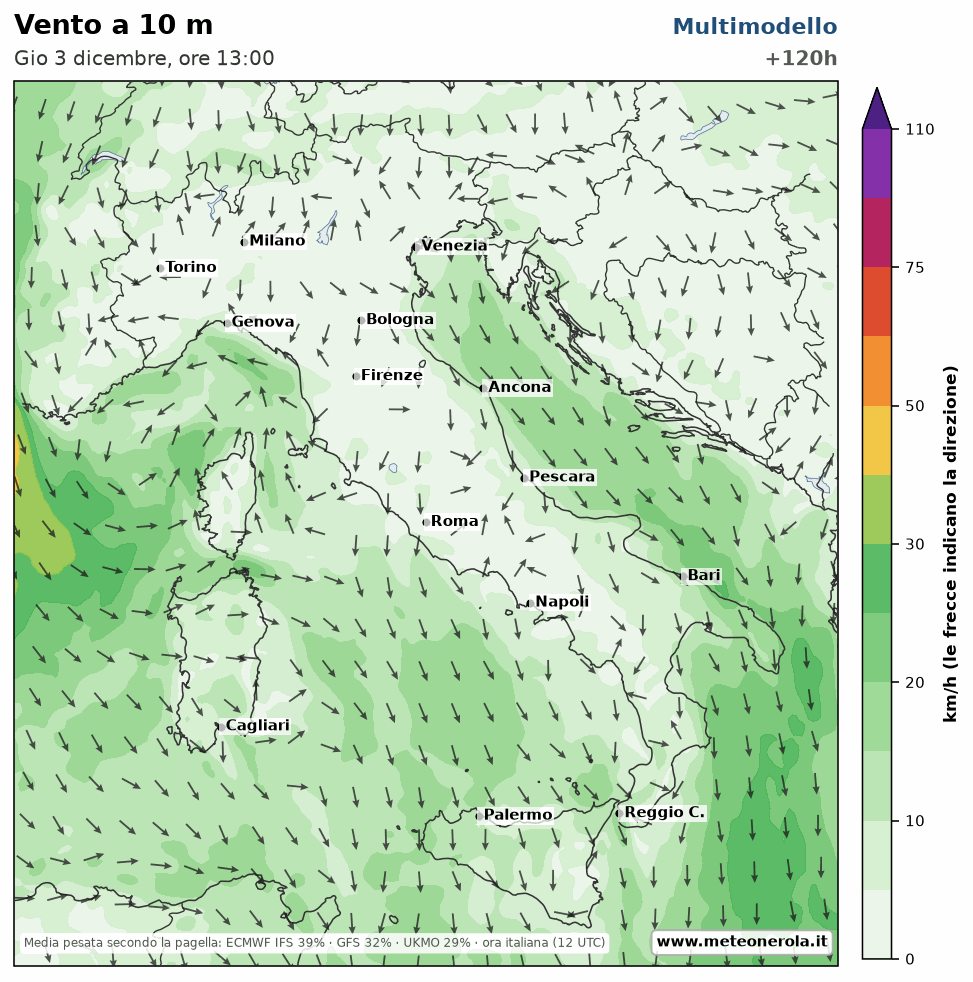 Vento a 10 m
Multimodello
Gio 3 dicembre, ore 13:00
+120h
Milano
Venezia
Torino
Genova
Bologna
Firenze
Ancona
Pescara
Roma
Bari
Napoli
Cagliari
Palermo
Reggio C.
Media pesata secondo la pagella: ECMWF IFS 39% · GFS 32% · UKMO 29% · ora italiana (12 UTC)
www.meteonerola.it
110
75
50
30
20
10
0
km/h (le frecce indicano la direzione)